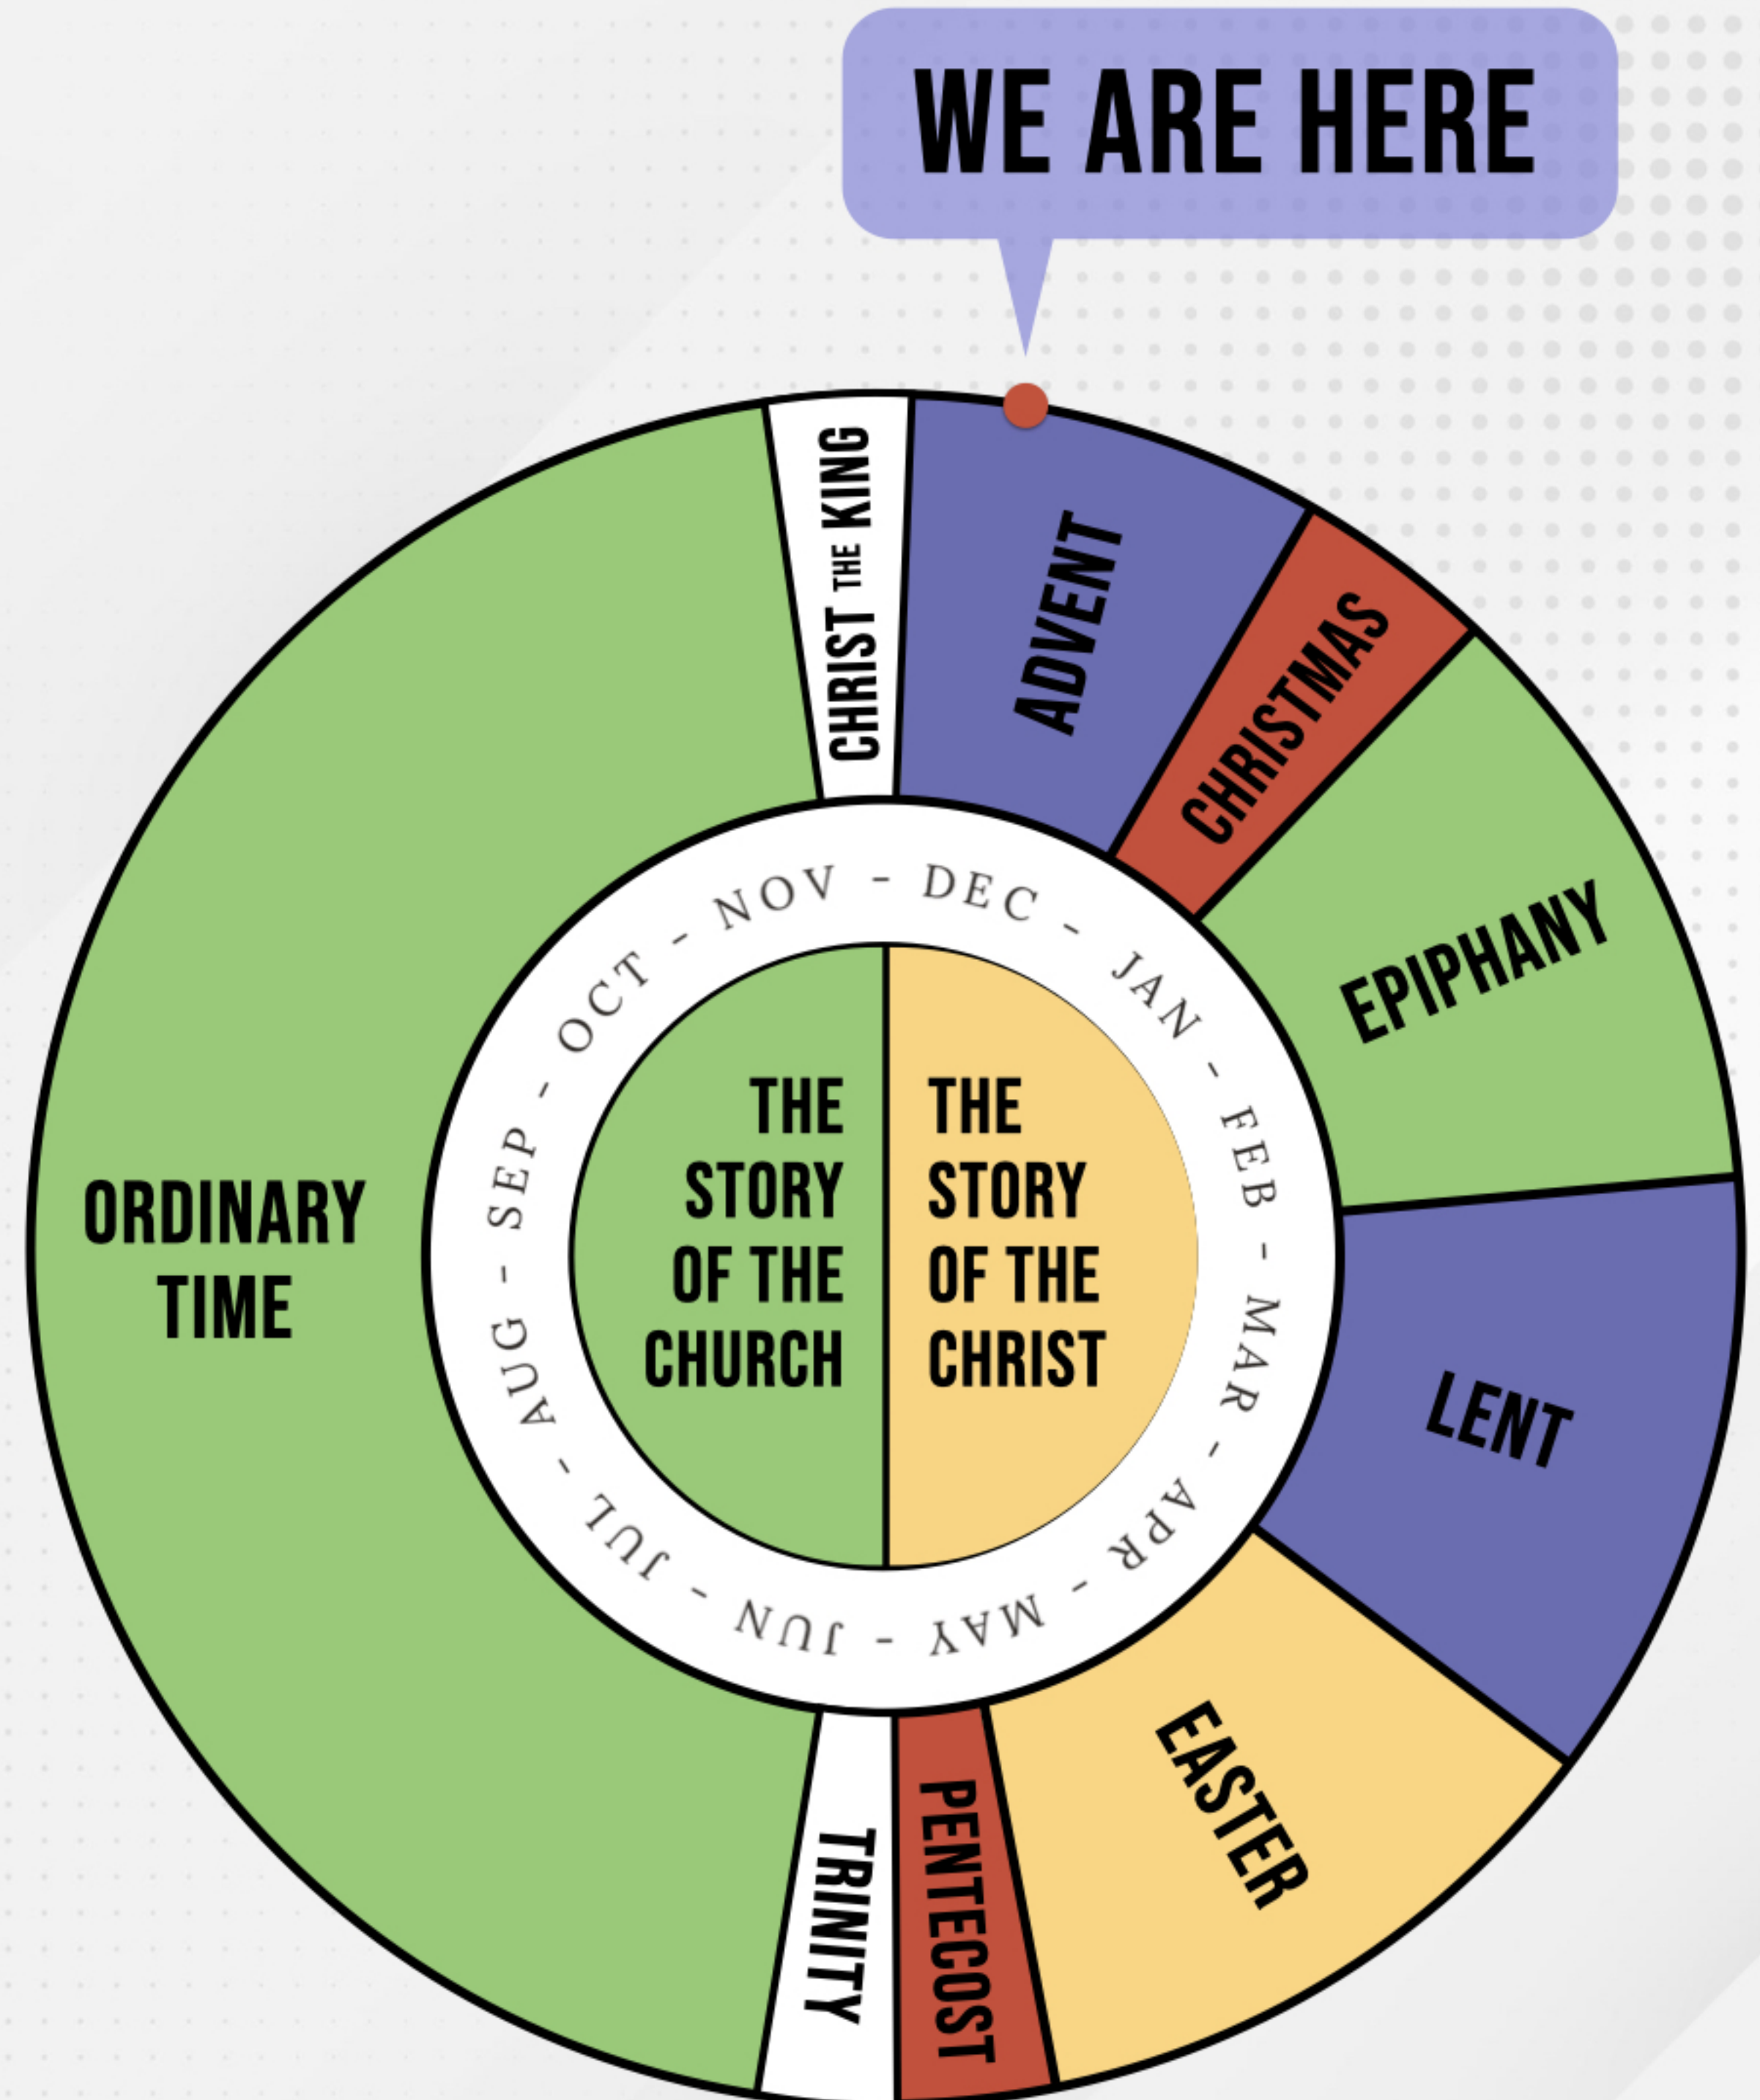 WE ARE HERE
CHRIST THE KING
ADVENT
CHRISTMAS
EPIPHANY
LENT
EASTER
PENTECOST
TRINITY
ORDINARY
TIME
DEC - JAN - FEB - MAR - APR - MAY - JUN - JUL - AUG - SEP - OCT - NOV -
THE
STORY
OF THE
CHURCH
THE
STORY
OF THE
CHRIST